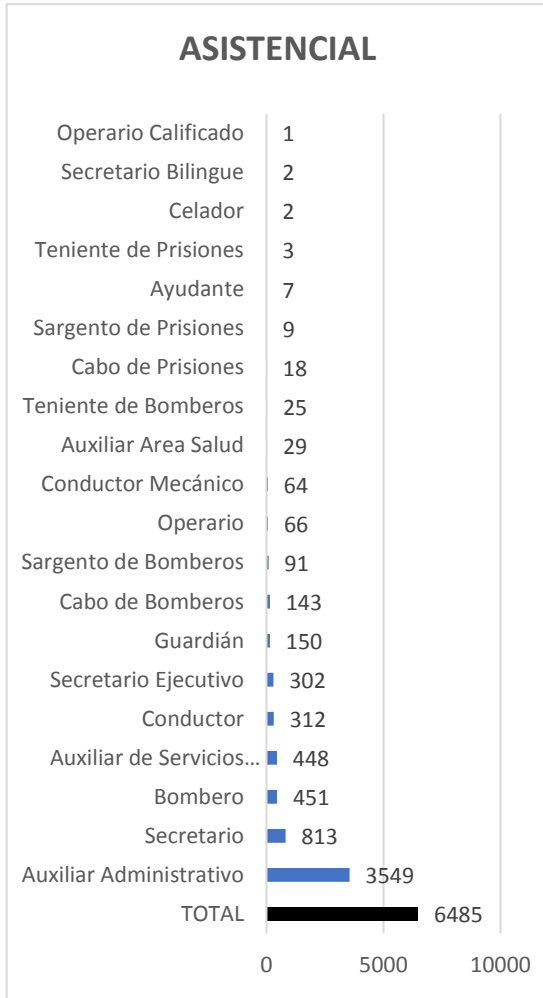 ASISTENCIAL
Operario Calificado 1
Secretario Bilingue 2
Celador 2
Teniente de Prisiones 3
Ayudante 7
Sargento de Prisiones 9
Cabo de Prisiones 18
Teniente de Bomberos 25
Auxiliar Area Salud 29
Conductor Mecánico 64
Operario 66
Sargento de Bomberos 91
Cabo de Bomberos 143
Guardián 150
Secretario Ejecutivo 302
Conductor 312
Auxiliar de Servicios... 448
Bombero 451
Secretario 813
Auxiliar Administrativo 3549
TOTAL 6485
0 5000 10000